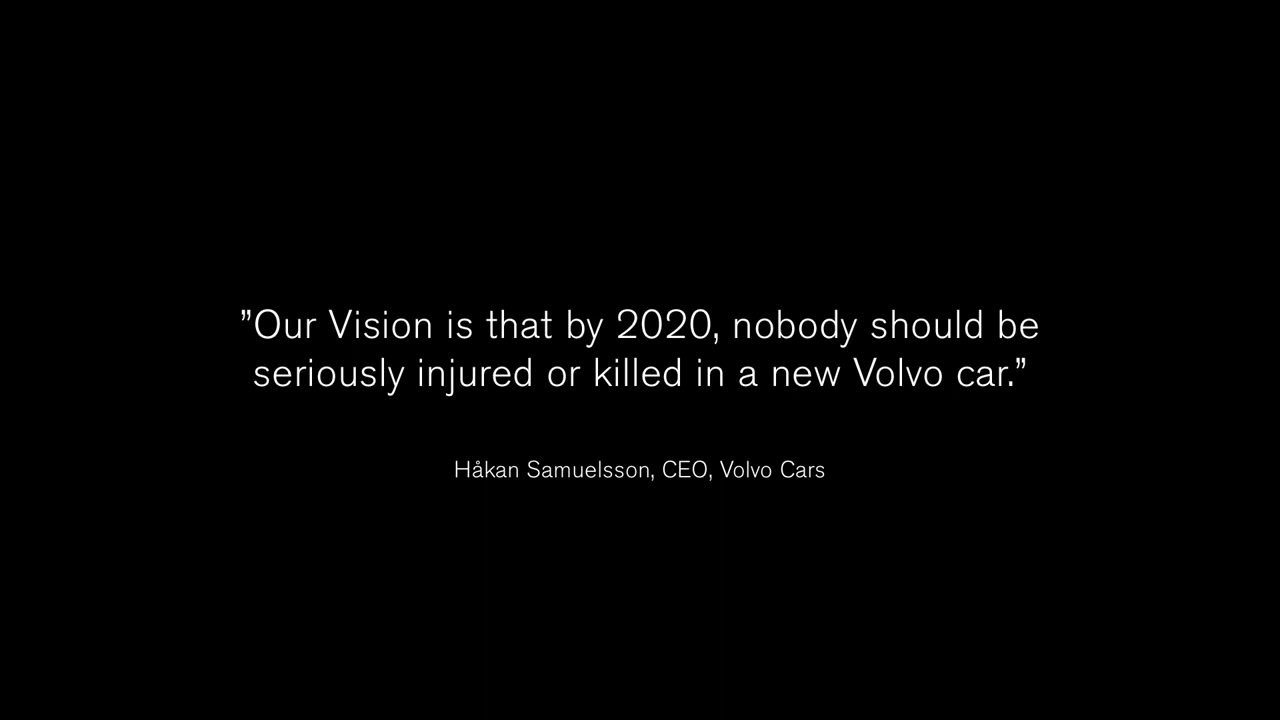 ”Our Vision is that by 2020, nobody should be
seriously injured or killed in a new Volvo car.”
Håkan Samuelsson, CEO, Volvo Cars